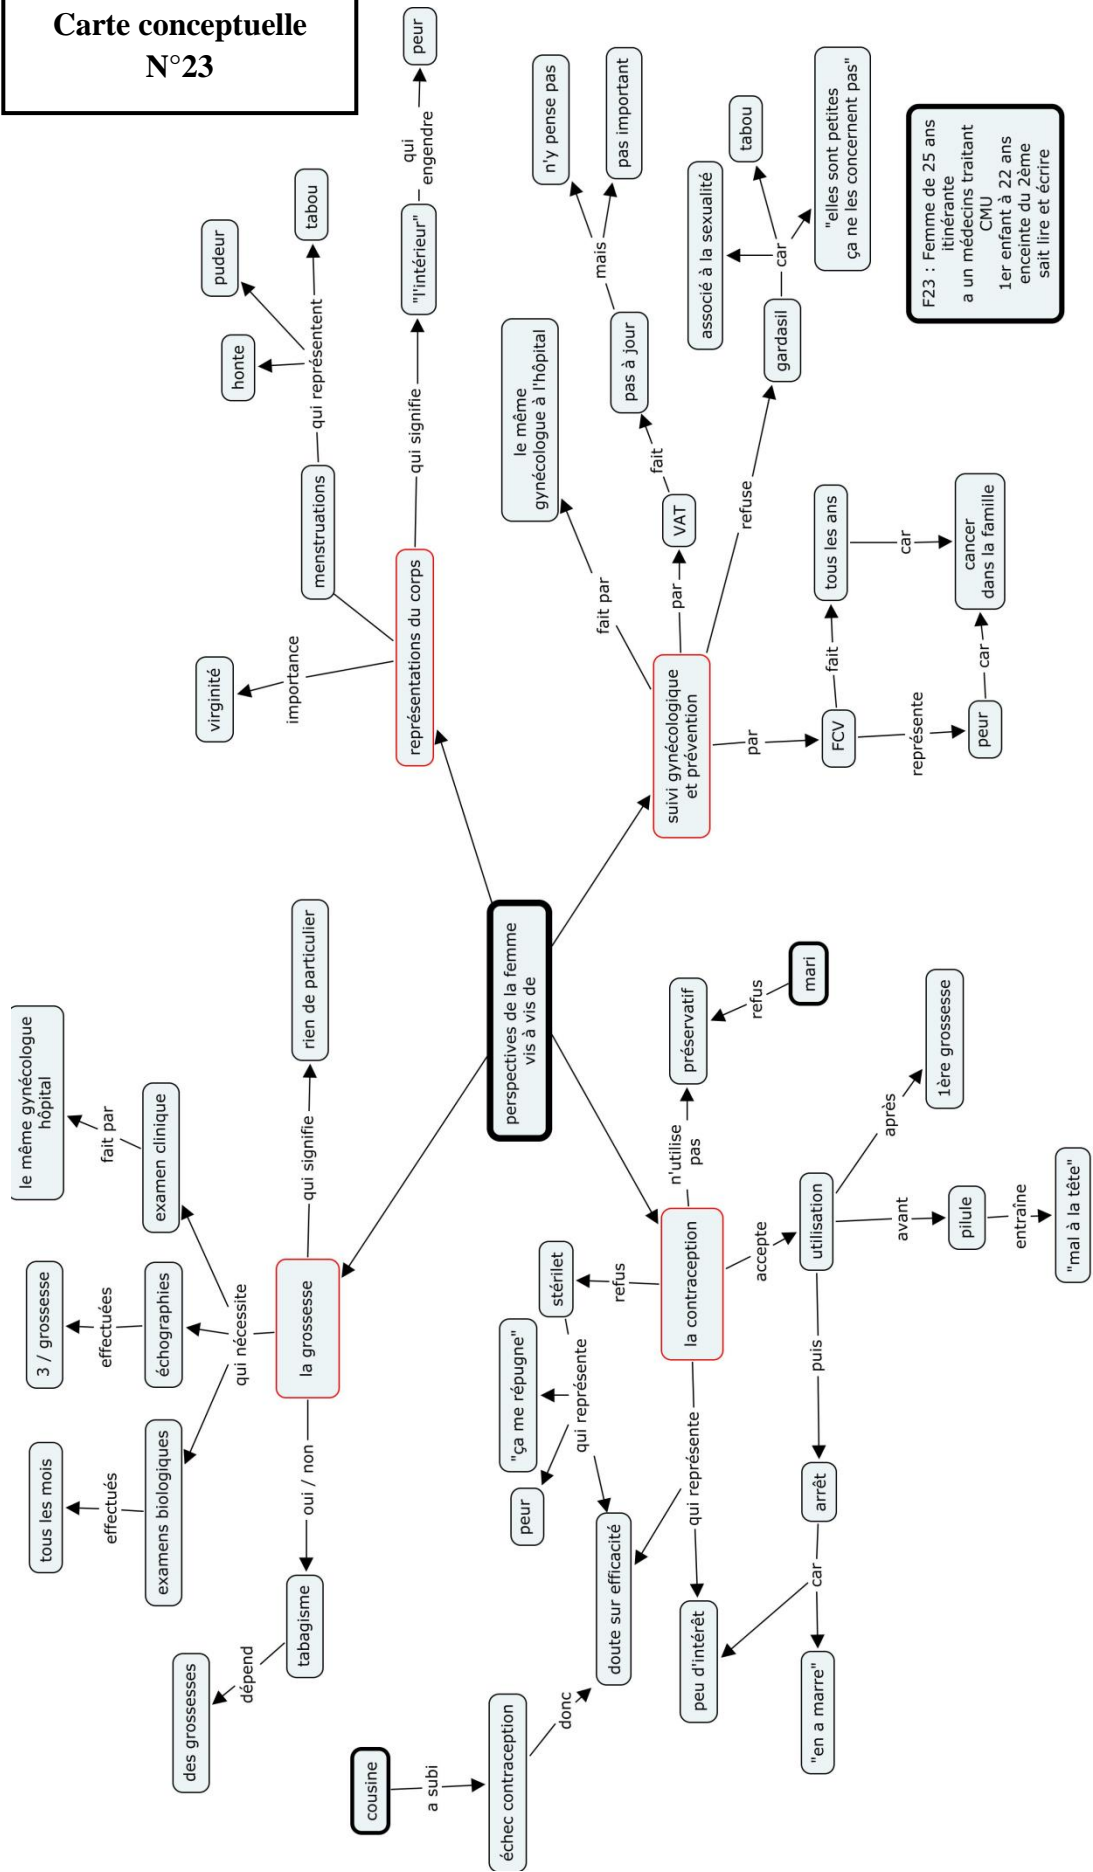 Carte conceptuelle
N°23
le même gynécologue
hôpital
fait par
examen clinique
3 / grossesse
effectuées
échographies
tous les mois
effectués
examens biologiques
qui nécessite
la grossesse
qui signifie
rien de particulier
oui / non
tabagisme
dépend
des grossesses
perspectives de la femme
vis à vis de
représentations du corps
importance
virginité
menstruations
qui représentent
honte
pudeur
tabou
qui signifie
"l'intérieur"
qui
engendre
peur
suivi gynécologique
et prévention
fait par
le même
gynécologue à l'hôpital
par
VAT
fait
pas à jour
mais
n'y pense pas
pas important
refuse
gardasil
car
associé à la sexualité
tabou
"elles sont petites
ça ne les concernent pas"
par
FCV
fait
tous les ans
car
cancer
dans la famille
représente
peur
car
la contraception
n'utilise
pas
préservatif
refus
mari
refus
stérilet
qui représente
"ça me répugne"
peur
doute sur efficacité
qui représente
peu d'intérêt
cousine
a subi
échec contraception
donc
accepte
utilisation
après
1ère grossesse
avant
pilule
entraîne
"mal à la tête"
puis
arrêt
car
"en a marre"
F23 : Femme de 25 ans
itinérante
a un médecins traitant
CMU
1er enfant à 22 ans
enceinte du 2ème
sait lire et écrire